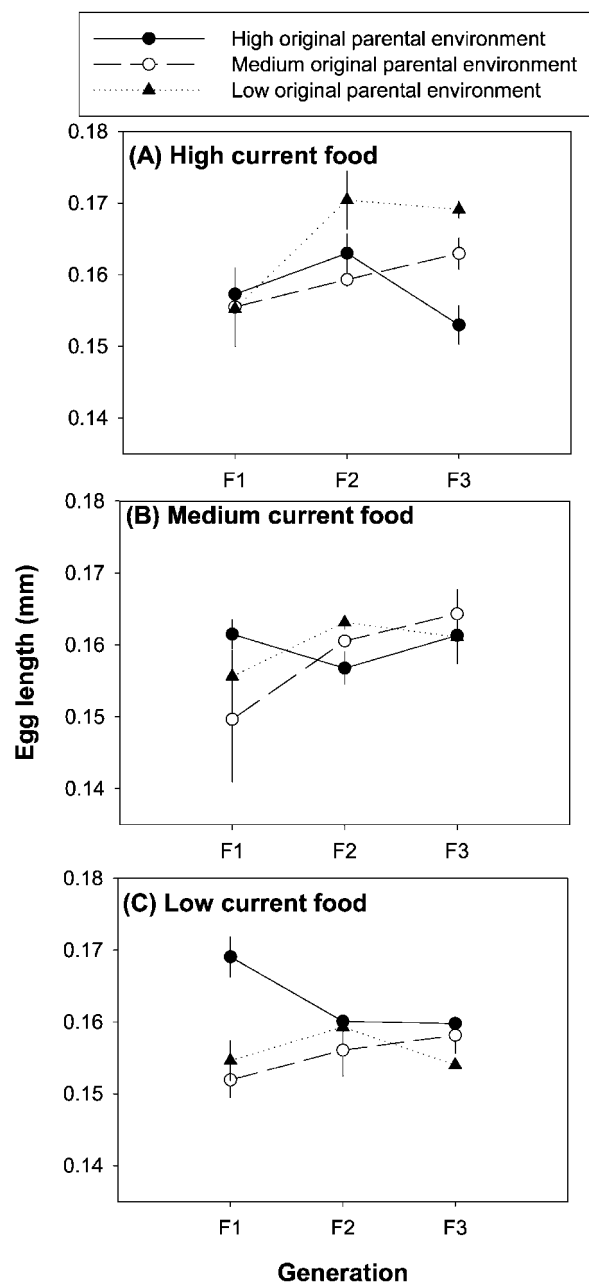 High original parental environment
Medium original parental environment
Low original parental environment
(A) High current food
0.18
0.17
0.16
0.15
0.14
F1 F2 F3
(B) Medium current food
0.18
0.17
0.16
0.15
0.14
F1 F2 F3
Egg length (mm)
(C) Low current food
0.18
0.17
0.16
0.15
0.14
F1 F2 F3
Generation